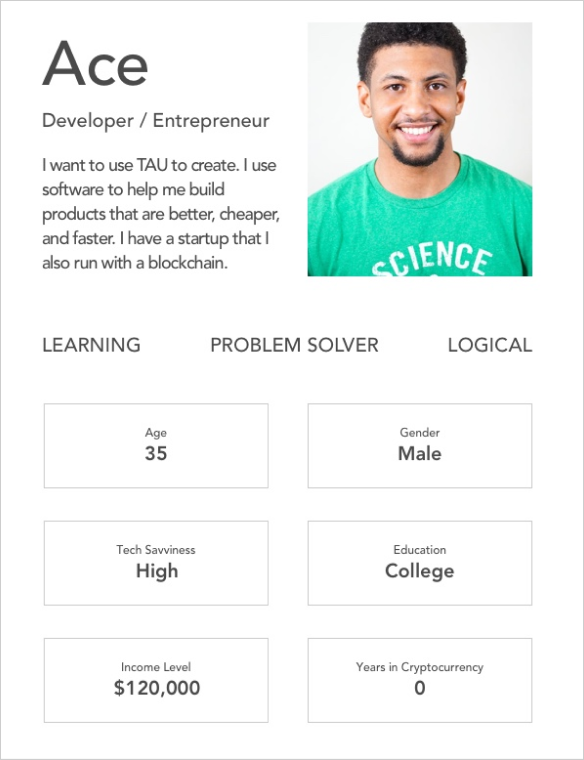 Ace
Developer / Entrepreneur
I want to use TAU to create. I use
software to help me build
products that are better, cheaper,
and faster. I have a startup that I
also run with a blockchain.
SCIENCE
LEARNING PROBLEM SOLVER LOGICAL
Age
35
Gender
Male
Tech Savviness
High
Education
College
Income Level
$120,000
Years in Cryptocurrency
0